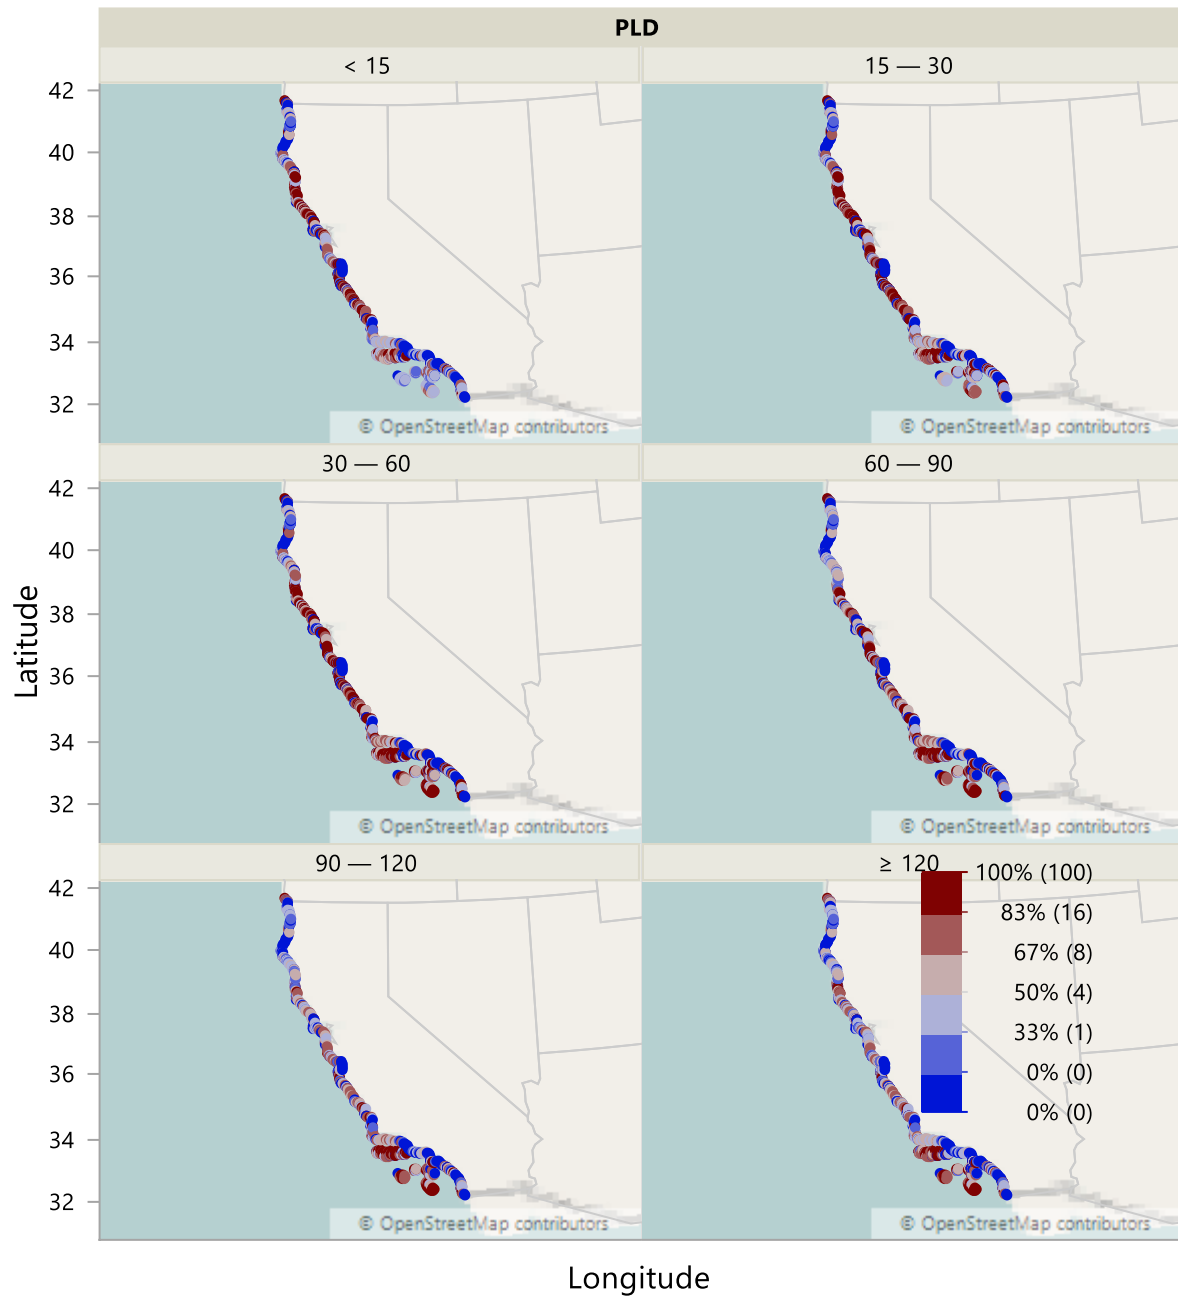 PLD
< 15
15 — 30
42
40
38
36
34
32
© OpenStreetMap contributors
© OpenStreetMap contributors
30 — 60
60 — 90
42
40
38
36
34
32
© OpenStreetMap contributors
© OpenStreetMap contributors
Latitude
90 — 120
≥ 120
100% (100)
83% (16)
67% (8)
50% (4)
33% (1)
0% (0)
0% (0)
42
40
38
36
34
32
© OpenStreetMap contributors
© OpenStreetMap contributors
Longitude